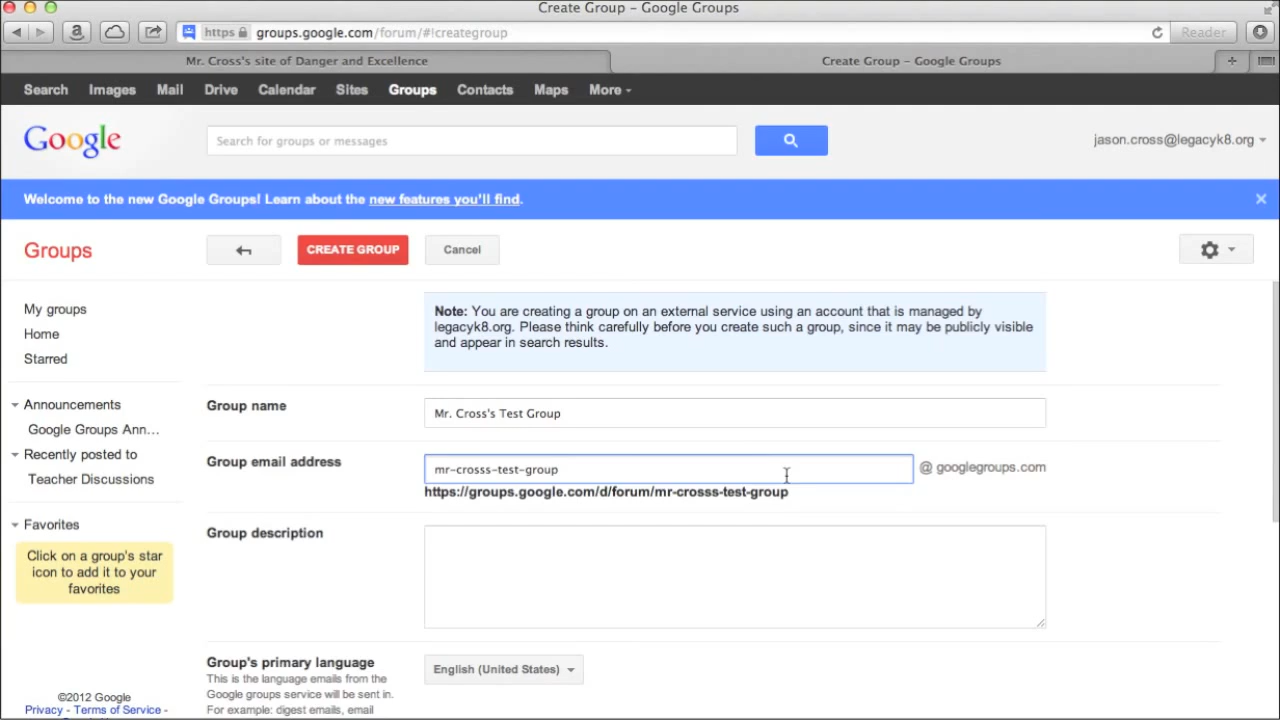 Create Group – Google Groups
https groups.google.com/forum/#!creategroup Reader
Mr. Cross's site of Danger and Excellence Create Group – Google Groups
Search Images Mail Drive Calendar Sites Groups Contacts Maps More
Google Search for groups or messages jason.cross@legacyk8.org
Welcome to the new Google Groups! Learn about the new features you'll find.
Groups CREATE GROUP Cancel
My groups
Home
Starred
Announcements
Google Groups Ann...
Recently posted to
Teacher Discussions
Favorites
Click on a group's star
icon to add it to your
favorites
©2012 Google
Privacy - Terms of Service -
Note: You are creating a group on an external service using an account that is managed by
legacyk8.org. Please think carefully before you create such a group, since it may be publicly visible
and appear in search results.
Group name Mr. Cross's Test Group
Group email address mr-crosss-test-group @ googlegroups.com
https://groups.google.com/d/forum/mr-crosss-test-group
Group description
Group's primary language English (United States)
This is the language emails from the
Google groups service will be sent in.
For example: digest emails, email